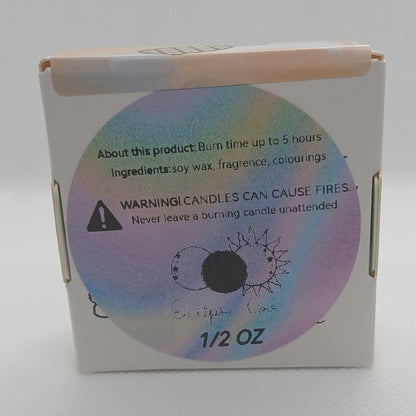 About this product: Burn time up to 5 hours
Ingredients: soy wax, fragrence, colourings
WARNING! CANDLES CAN CAUSE FIRES.
Never leave a burning candle unattended
1/2 OZ